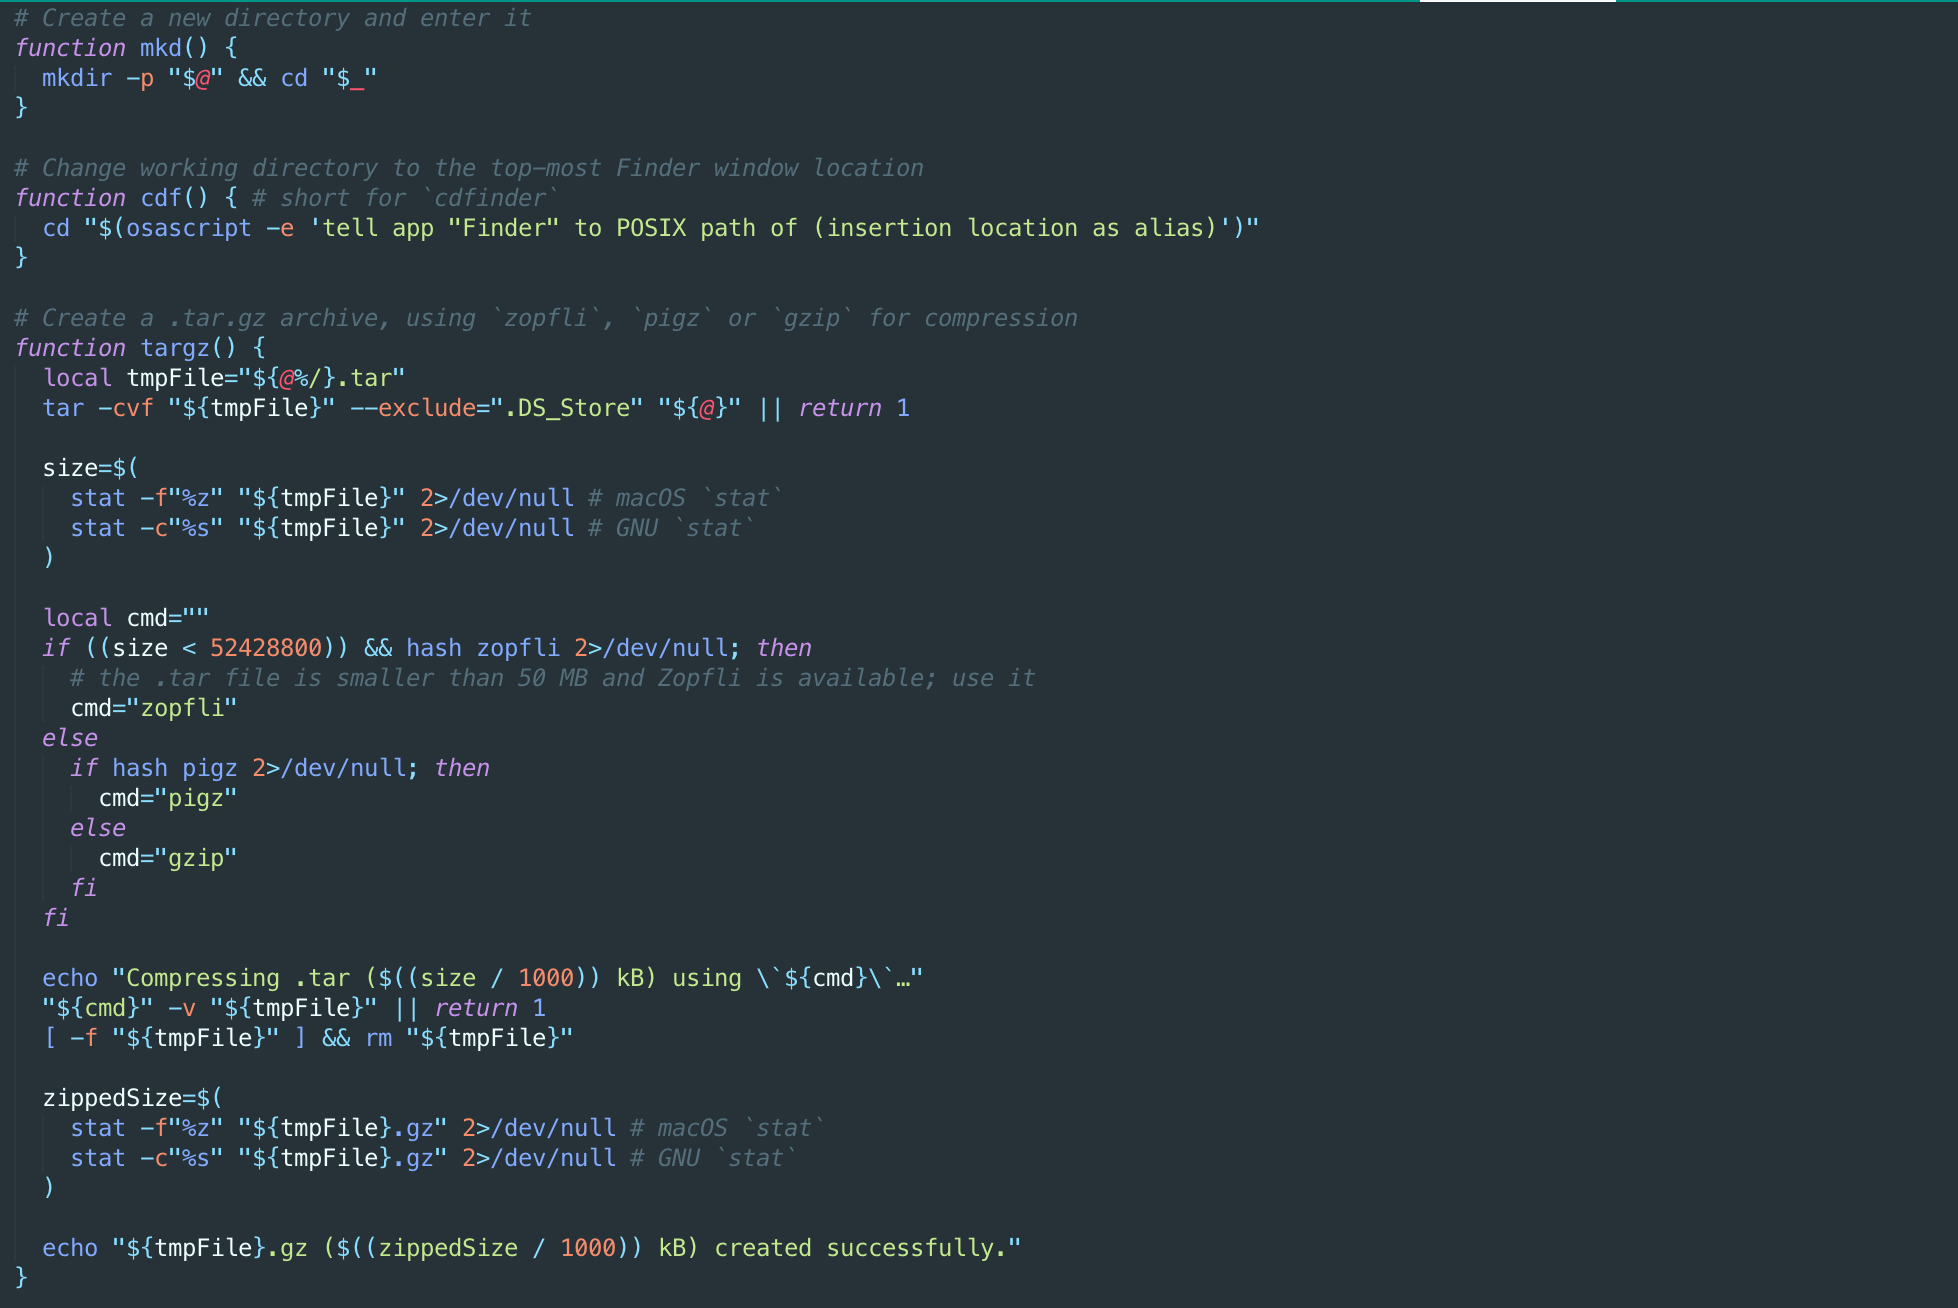 # Create a new directory and enter it
function mkd() {
  mkdir -p "$@" && cd "$_"
}

# Change working directory to the top-most Finder window location
function cdf() { # short for `cdfinder`
  cd "$(osascript -e 'tell app "Finder" to POSIX path of (insertion location as alias)')"
}

# Create a .tar.gz archive, using `zopfli`, `pigz` or `gzip` for compression
function targz() {
  local tmpFile="${@%/}.tar"
  tar -cvf "${tmpFile}" --exclude=".DS_Store" "${@}" || return 1

  size=$(
    stat -f"%z" "${tmpFile}" 2>/dev/null # macOS `stat`
    stat -c"%s" "${tmpFile}" 2>/dev/null # GNU `stat`
  )

  local cmd=""
  if ((size < 52428800)) && hash zopfli 2>/dev/null; then
    # the .tar file is smaller than 50 MB and Zopfli is available; use it
    cmd="zopfli"
  else
    if hash pigz 2>/dev/null; then
      cmd="pigz"
    else
      cmd="gzip"
    fi
  fi

  echo "Compressing .tar ($((size / 1000)) kB) using \`${cmd}\`…"
  "${cmd}" -v "${tmpFile}" || return 1
  [ -f "${tmpFile}" ] && rm "${tmpFile}"

  zippedSize=$(
    stat -f"%z" "${tmpFile}.gz" 2>/dev/null # macOS `stat`
    stat -c"%s" "${tmpFile}.gz" 2>/dev/null # GNU `stat`
  )

  echo "${tmpFile}.gz ($((zippedSize / 1000)) kB) created successfully."
}